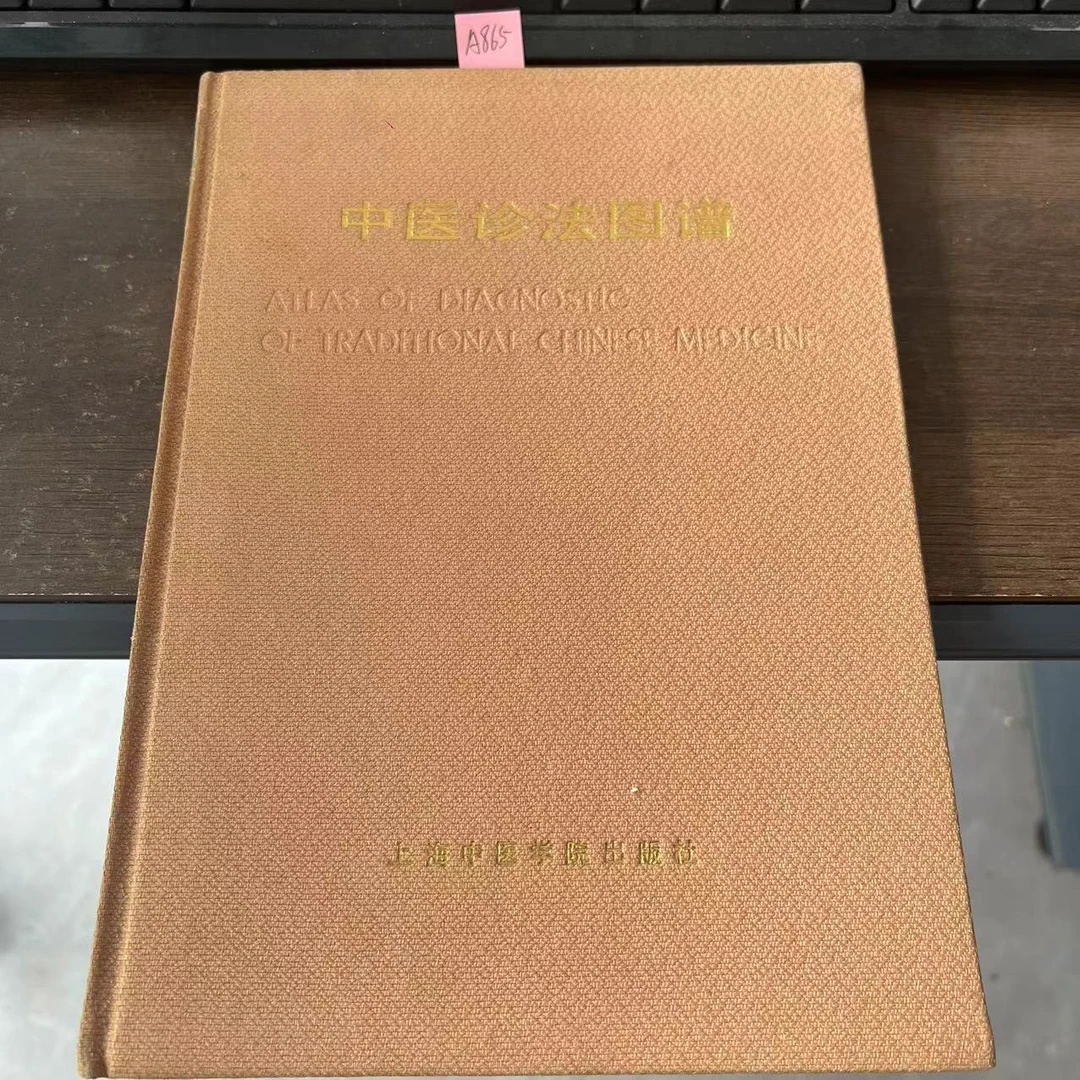 A865
中医诊法图谱
ATLAS OF DIAGNOSTIC
OF TRADITIONAL CHINESE MEDICINE
上海中医学院出版社